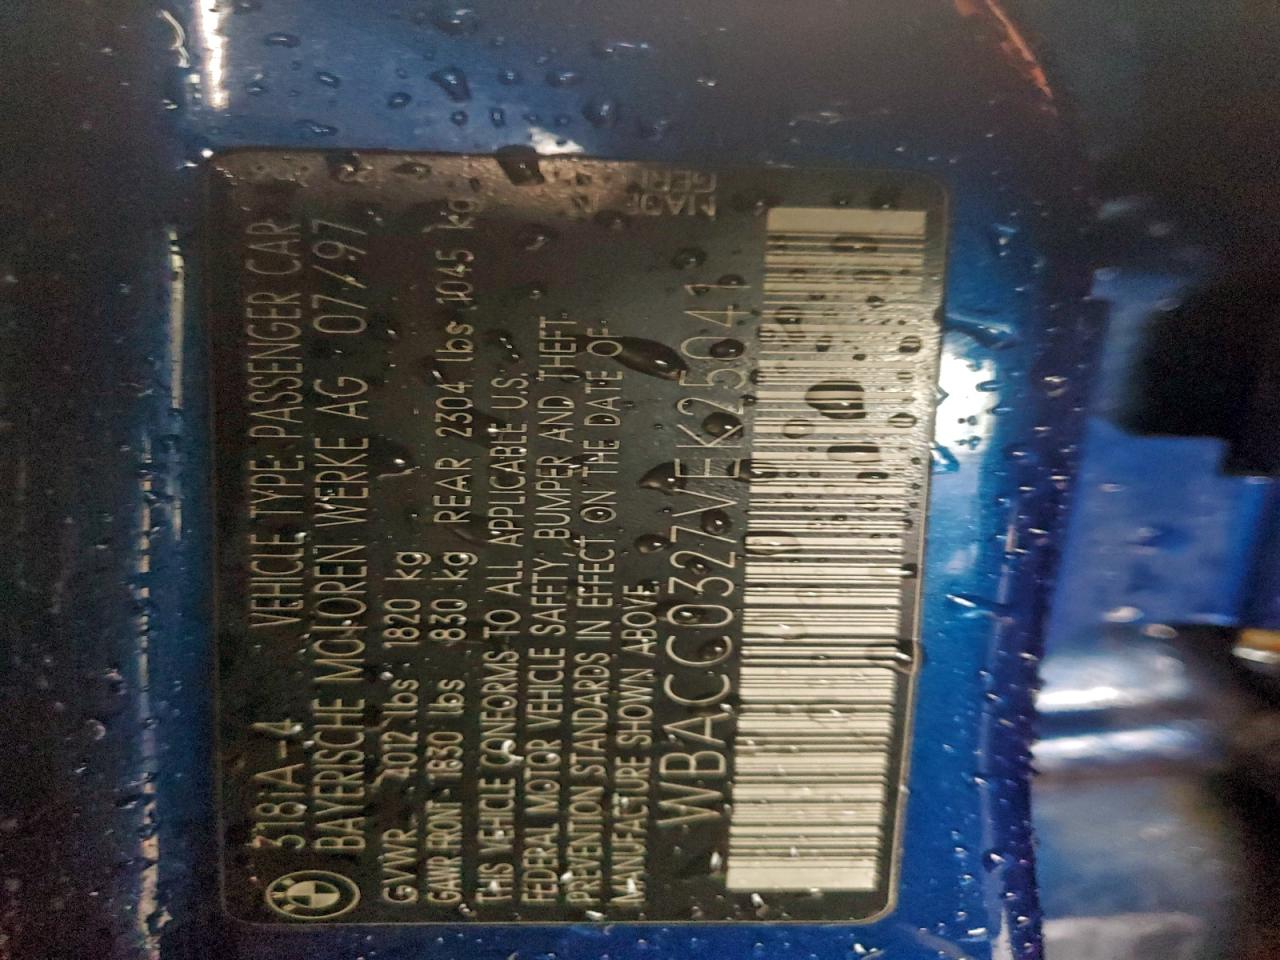 318IA-4 VEHICLE TYPE: PASSENGER CAR
BAYERISCHE MOTOREN WERKE AG 07/97
GVWR 4012 lbs 1820 kg
GAWR FRONT 1830 lbs 830 kg REAR 2304 lbs 1045 kg
THIS VEHICLE CONFORMS TO ALL APPLICABLE U.S.
FEDERAL MOTOR VEHICLE SAFETY, BUMPER AND THEFT
PREVENTION STANDARDS IN EFFECT ON THE DATE OF
MANUFACTURE SHOWN ABOVE.
MADE
WBACC0327VEK25041